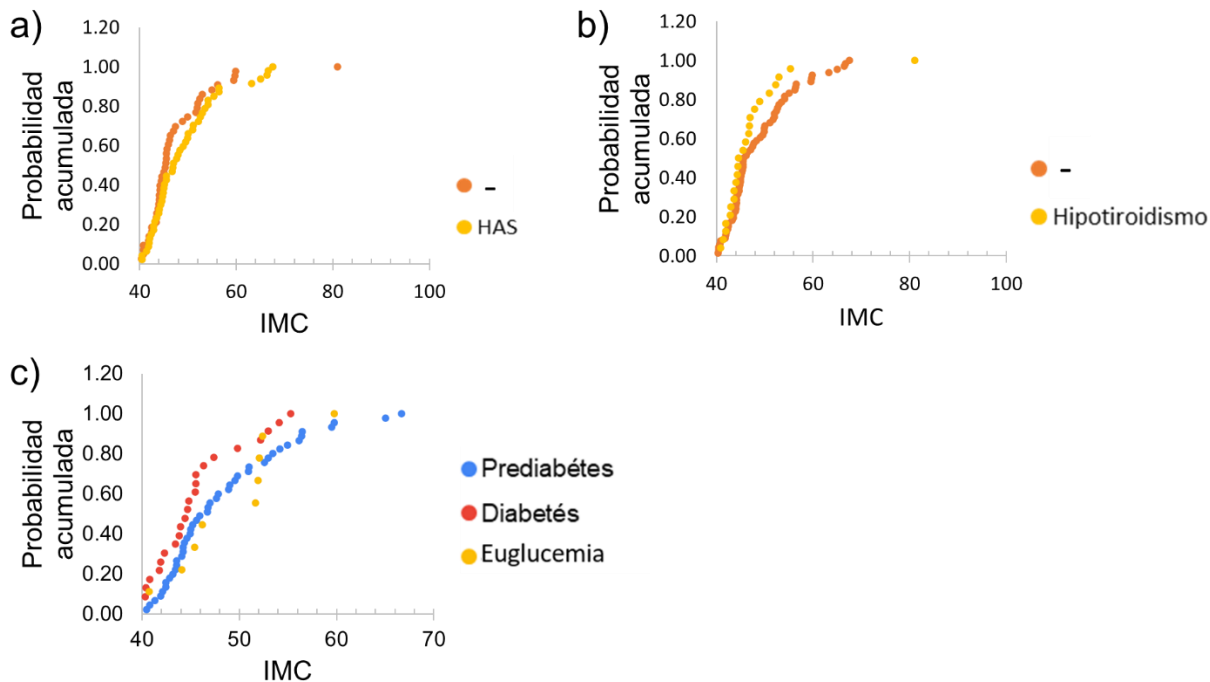 a)
Probabilidad
acumulada
1.20
1.00
0.80
0.60
0.40
0.20
0.00
40
60
80
100
IMC
-
HAS
b)
Probabilidad
acumulada
1.20
1.00
0.80
0.60
0.40
0.20
0.00
40
60
80
100
IMC
-
Hipotiroidismo
c)
Probabilidad
acumulada
1.20
1.00
0.80
0.60
0.40
0.20
0.00
40
50
60
70
IMC
Prediabétes
Diabetés
Euglucemia